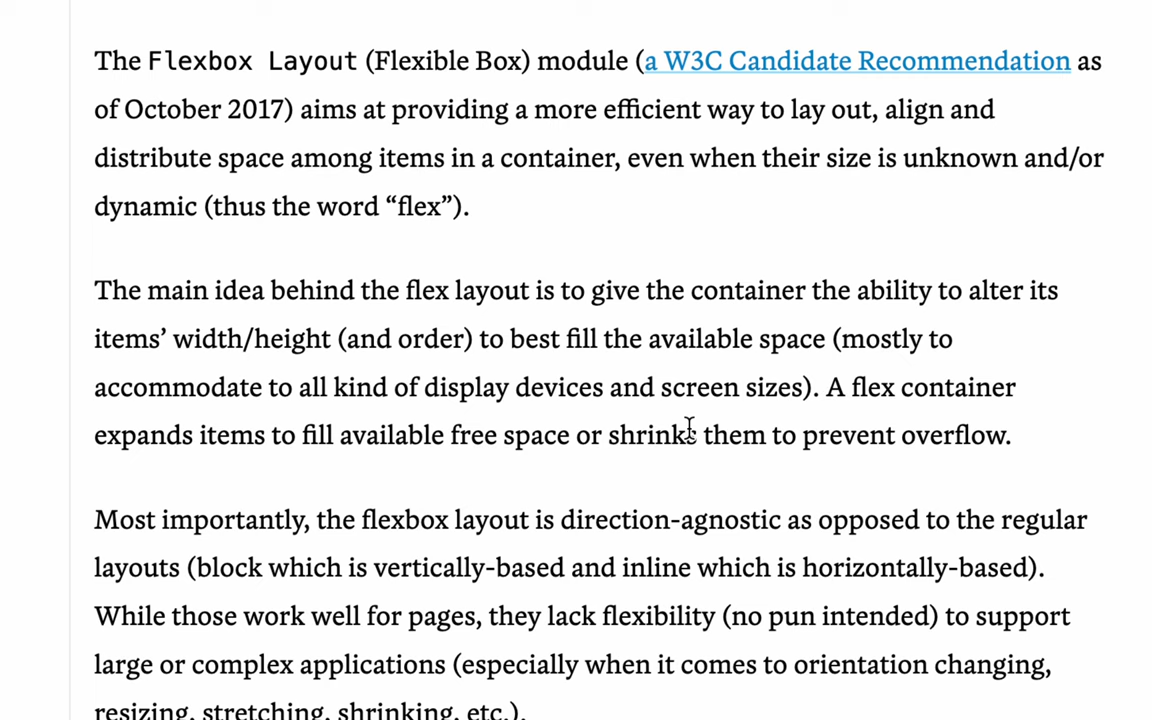 The Flexbox Layout (Flexible Box) module (a W3C Candidate Recommendation as
of October 2017) aims at providing a more efficient way to lay out, align and
distribute space among items in a container, even when their size is unknown and/or
dynamic (thus the word “flex”).
The main idea behind the flex layout is to give the container the ability to alter its
items’ width/height (and order) to best fill the available space (mostly to
accommodate to all kind of display devices and screen sizes). A flex container
expands items to fill available free space or shrinks them to prevent overflow.
Most importantly, the flexbox layout is direction-agnostic as opposed to the regular
layouts (block which is vertically-based and inline which is horizontally-based).
While those work well for pages, they lack flexibility (no pun intended) to support
large or complex applications (especially when it comes to orientation changing,
resizing, stretching, shrinking, etc.).